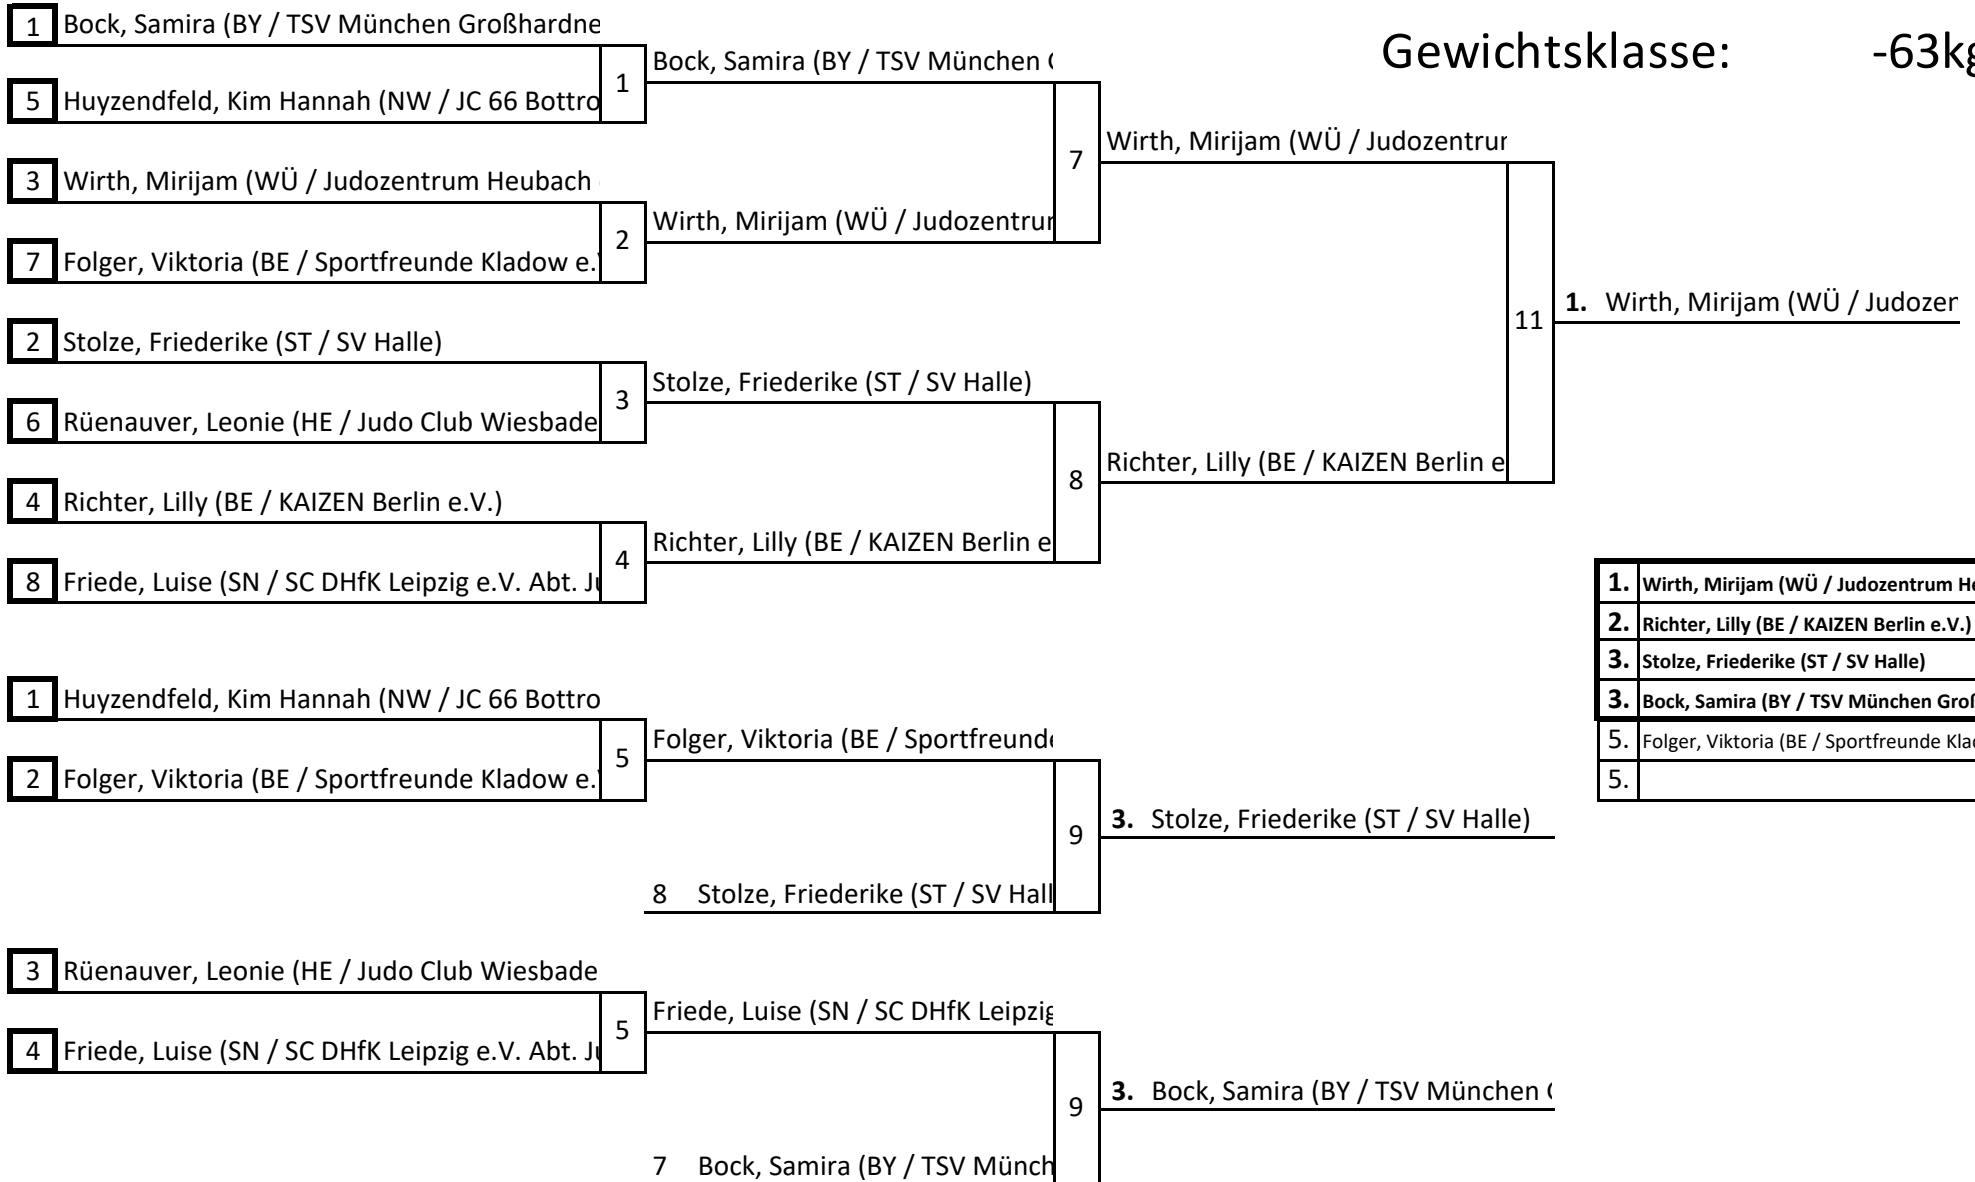 1 Bock, Samira (BY / TSV München Großhardne
5 Huyzendfeld, Kim Hannah (NW / JC 66 Bottro
1
Bock, Samira (BY / TSV München
Gewichtsklasse: -63kg
3 Wirth, Mirijam (WÜ / Judozentrum Heubach
7 Folger, Viktoria (BE / Sportfreunde Kladow e.V
2
Wirth, Mirijam (WÜ / Judozentrum
7
Wirth, Mirijam (WÜ / Judozentrum
2 Stolze, Friederike (ST / SV Halle)
6 Rüenauver, Leonie (HE / Judo Club Wiesbade
3
Stolze, Friederike (ST / SV Halle)
4 Richter, Lilly (BE / KAIZEN Berlin e.V.)
8 Friede, Luise (SN / SC DHfK Leipzig e.V. Abt. Ju
4
Richter, Lilly (BE / KAIZEN Berlin e
8
Richter, Lilly (BE / KAIZEN Berlin e
11
1. Wirth, Mirijam (WÜ / Judozen
1. Wirth, Mirijam (WÜ / Judozentrum He
2. Richter, Lilly (BE / KAIZEN Berlin e.V.)
3. Stolze, Friederike (ST / SV Halle)
3. Bock, Samira (BY / TSV München Groß
5. Folger, Viktoria (BE / Sportfreunde Klad
5.
1 Huyzendfeld, Kim Hannah (NW / JC 66 Bottro
2 Folger, Viktoria (BE / Sportfreunde Kladow e.V
5
Folger, Viktoria (BE / Sportfreunde
8 Stolze, Friederike (ST / SV Hall
9
3. Stolze, Friederike (ST / SV Halle)
3 Rüenauver, Leonie (HE / Judo Club Wiesbade
4 Friede, Luise (SN / SC DHfK Leipzig e.V. Abt. Ju
5
Friede, Luise (SN / SC DHfK Leipzig
7 Bock, Samira (BY / TSV Münch
9
3. Bock, Samira (BY / TSV München